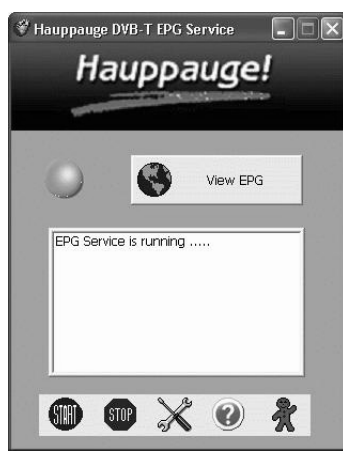 Hauppauge DVB-T EPG Service
Hauppauge!
View EPG
EPG Service is running .....
START
STOP
?